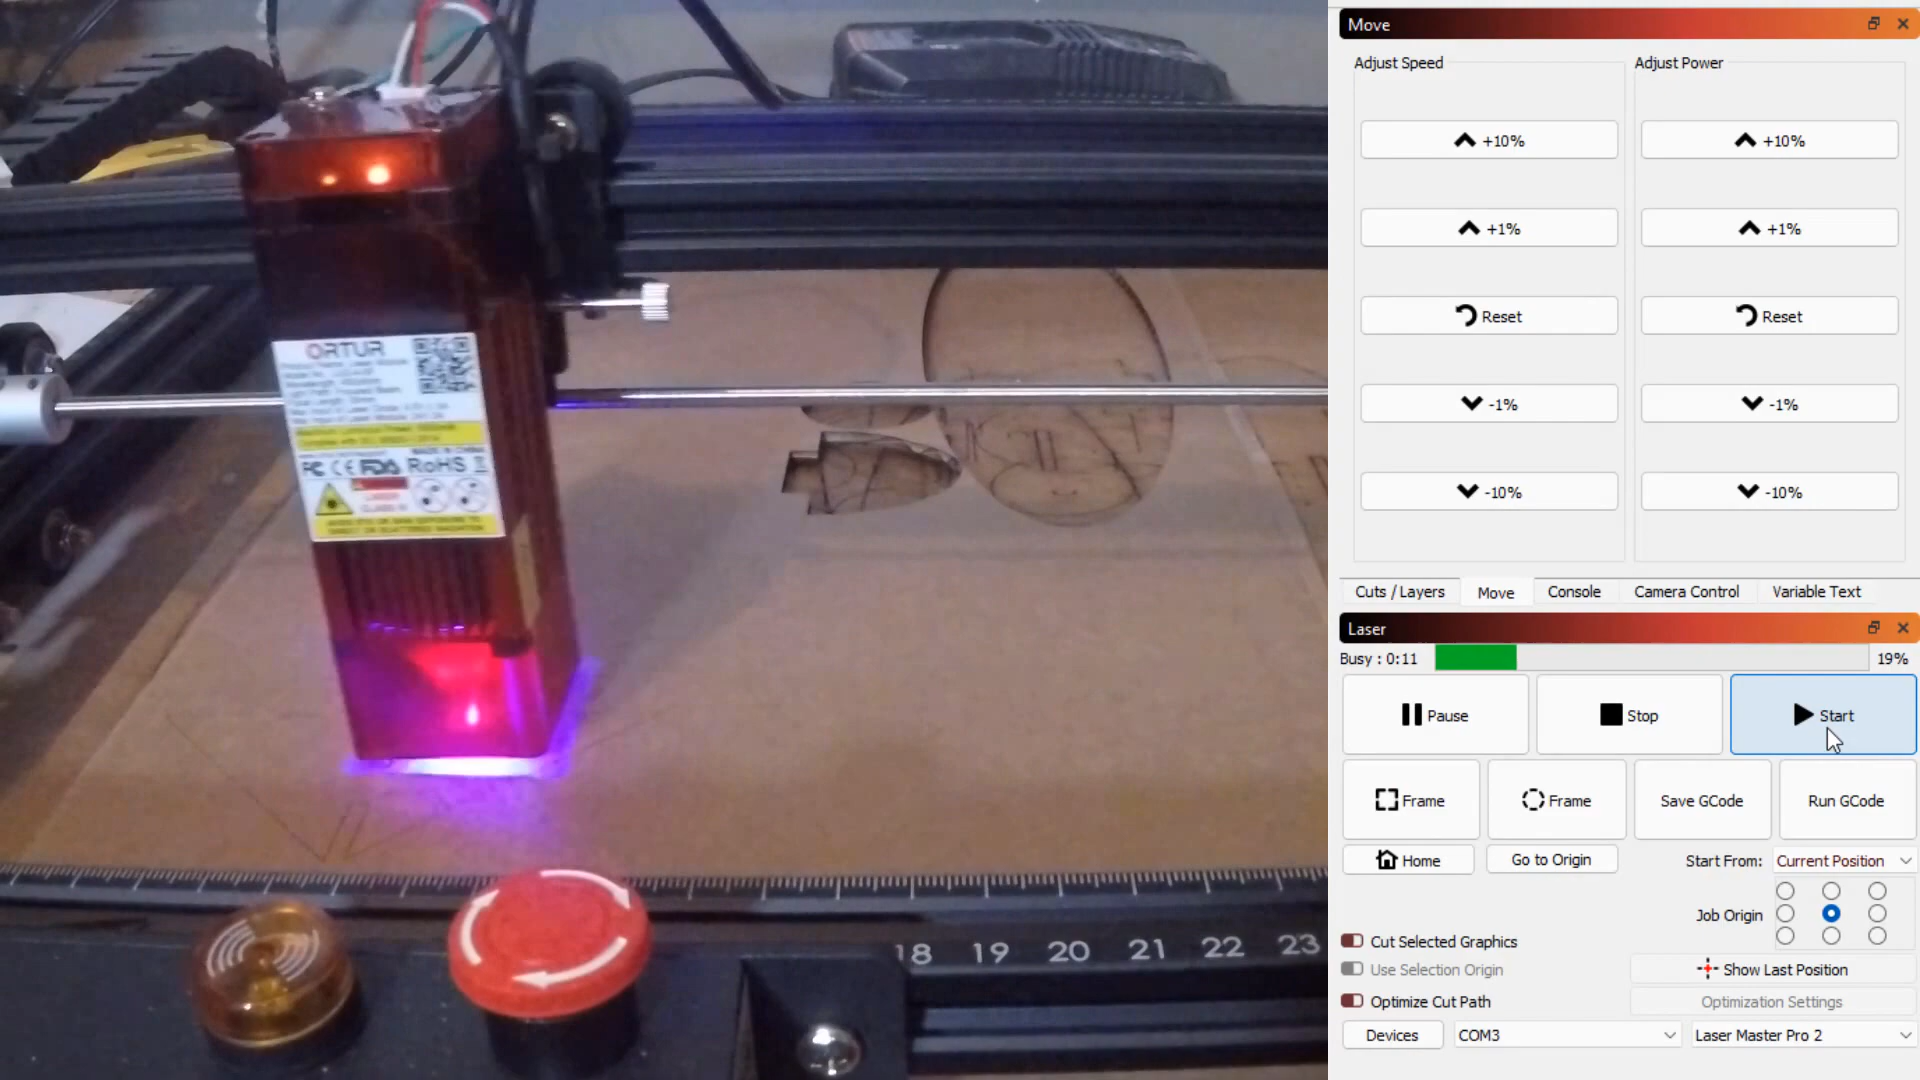 Move
Adjust Speed
Adjust Power
+10%
+10%
+1%
+1%
Reset
Reset
-1%
-1%
-10%
-10%
Cuts / Layers
Move
Console
Camera Control
Variable Text
Laser
Busy : 0:11
19%
Pause
Stop
Start
Frame
Frame
Save GCode
Run GCode
Home
Go to Origin
Start From:
Current Position
Job Origin
Cut Selected Graphics
Use Selection Origin
Show Last Position
Optimize Cut Path
Optimization Settings
Devices
COM3
Laser Master Pro 2
ORTUR
MADE IN CHINA
FC CE FDA RoHS
LASER
18 19 20 21 22 23